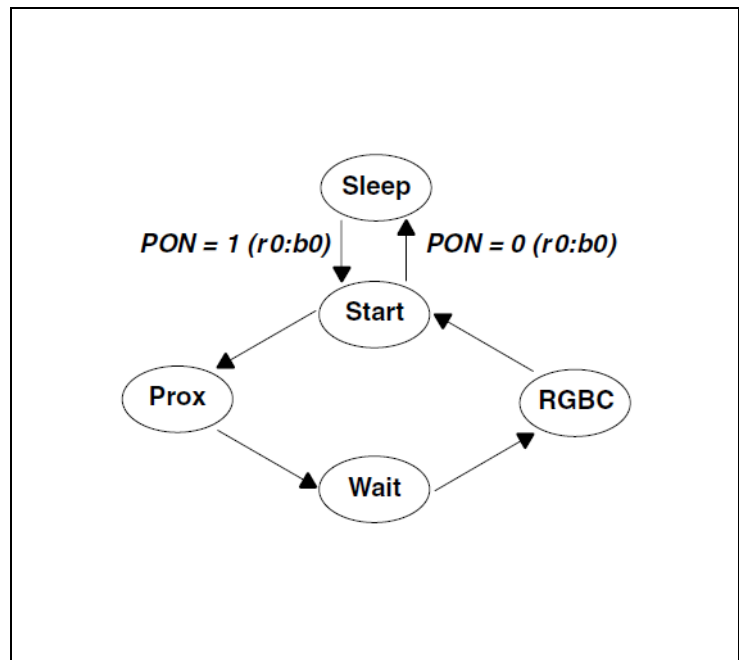 Sleep
PON = 1 (r0:b0)
PON = 0 (r0:b0)
Start
Prox
RGBC
Wait